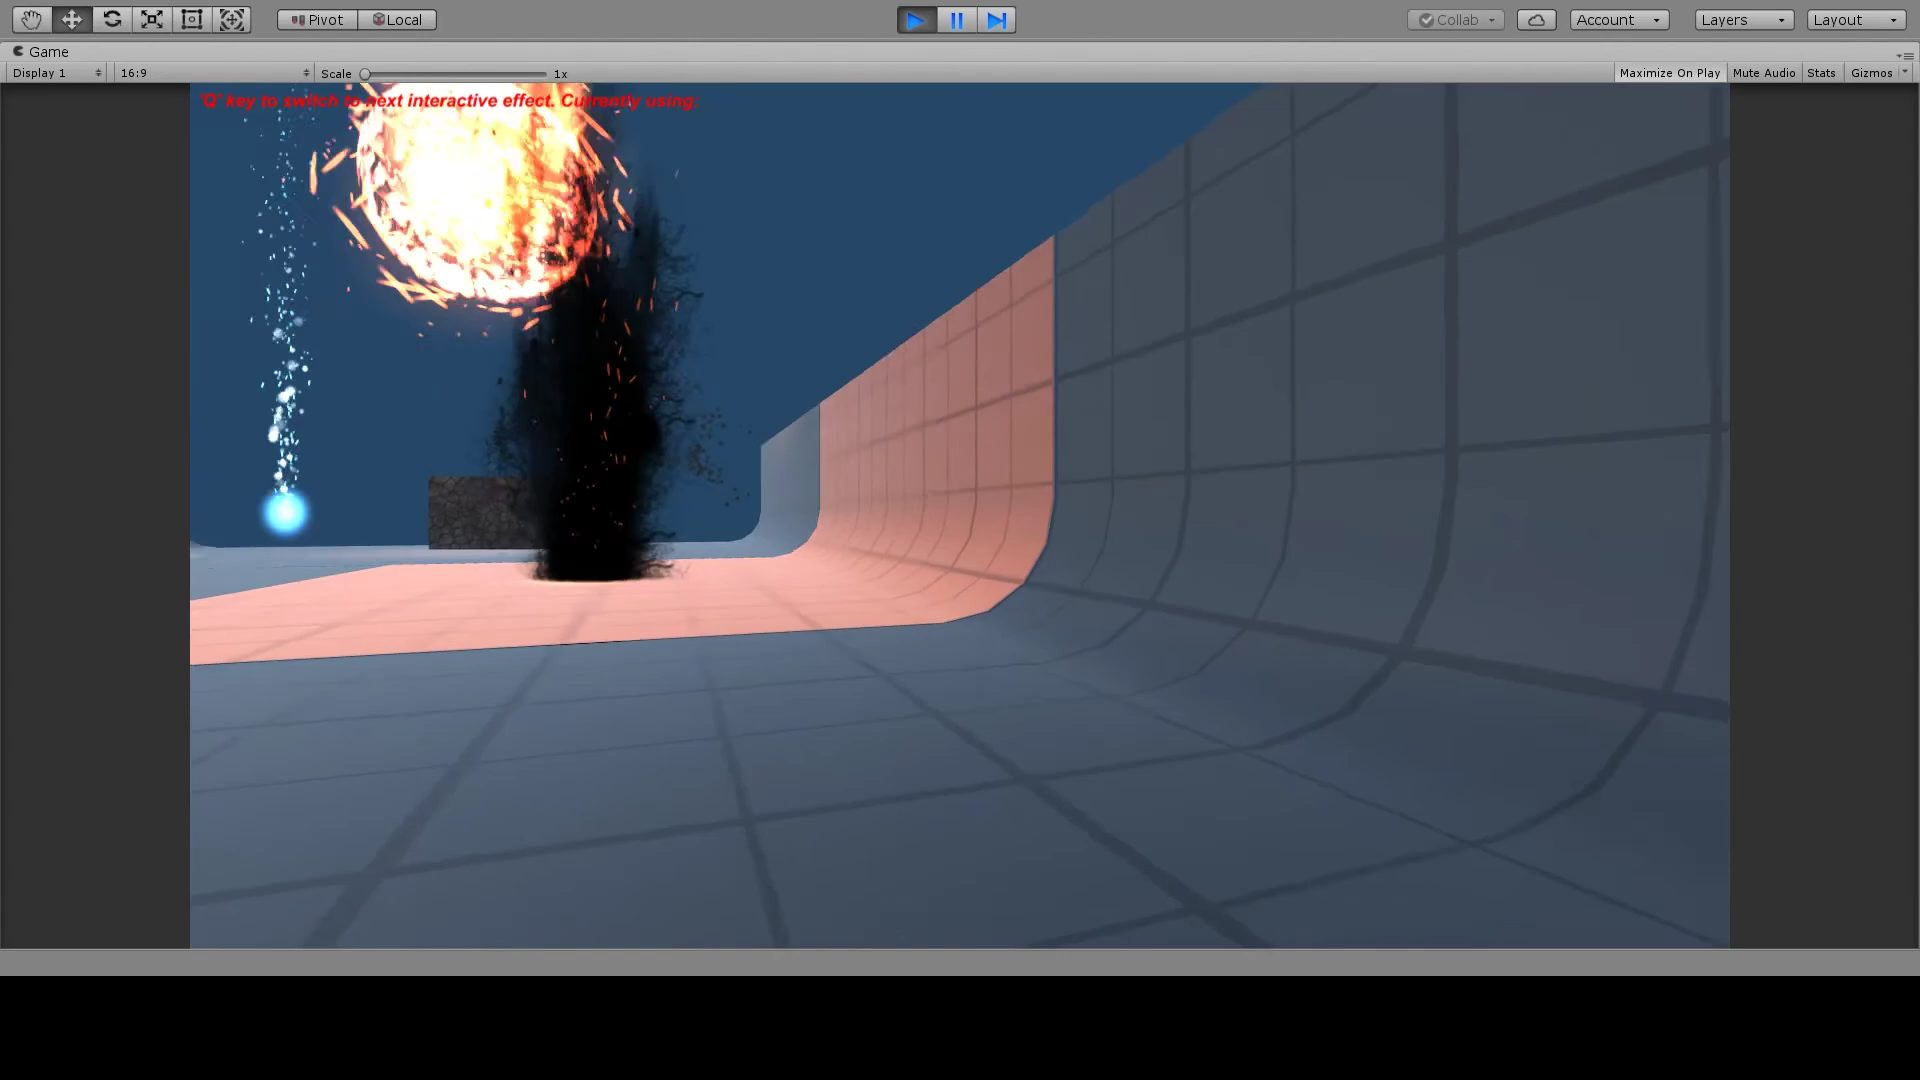 Pivot Local Collab Account Layers Layout
Game
Display 1 16:9 Scale 1x Maximize On Play Mute Audio Stats Gizmos
'Q' key to switch to next interactive effect. Currently using: